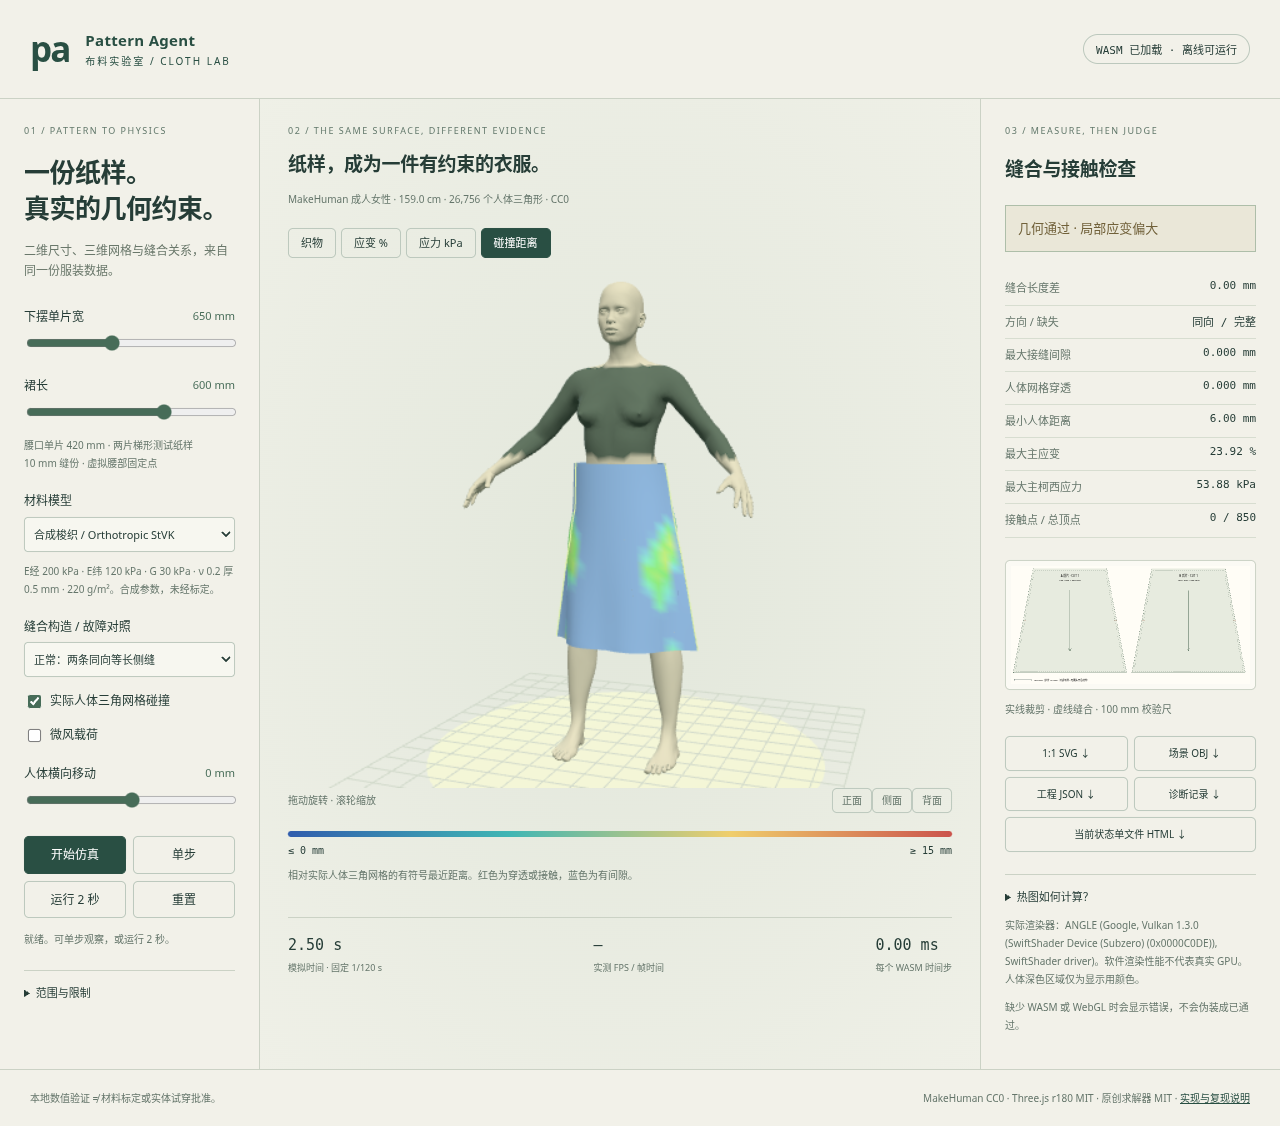 pa
Pattern Agent
布料实验室 / CLOTH LAB
WASM 已加载 · 离线可运行
01 / PATTERN TO PHYSICS
一份纸样。
真实的几何约束。
二维尺寸、三维网格与缝合关系，来自
同一份服装数据。
下摆单片宽 650 mm
裙长 600 mm
腰口单片 420 mm · 两片梯形测试纸样
10 mm 缝份 · 虚拟腰部固定点
材料模型
合成梭织 / Orthotropic StVK
E经 200 kPa · E纬 120 kPa · G 30 kPa · ν 0.2 厚
0.5 mm · 220 g/m²。合成参数，未经标定。
缝合构造 / 故障对照
正常：两条同向等长侧缝
实际人体三角网格碰撞
微风载荷
人体横向移动 0 mm
开始仿真 单步
运行 2 秒 重置
就绪。可单步观察，或运行 2 秒。
范围与限制
02 / THE SAME SURFACE, DIFFERENT EVIDENCE
纸样，成为一件有约束的衣服。
MakeHuman 成人女性 · 159.0 cm · 26,756 个人体三角形 · CC0
织物 应变 % 应力 kPa 碰撞距离
拖动旋转 · 滚轮缩放 正面 侧面 背面
≤ 0 mm ≥ 15 mm
相对实际人体三角网格的有符号最近距离。红色为穿透或接触，蓝色为有间隙。
2.50 s — 0.00 ms
模拟时间 · 固定 1/120 s 实测 FPS / 帧时间 每个 WASM 时间步
03 / MEASURE, THEN JUDGE
缝合与接触检查
几何通过 · 局部应变偏大
缝合长度差 0.00 mm
方向 / 缺失 同向 / 完整
最大接缝间隙 0.000 mm
人体网格穿透 0.000 mm
最小人体距离 6.00 mm
最大主应变 23.92 %
最大主柯西应力 53.88 kPa
接触点 / 总顶点 0 / 850
实线裁剪 · 虚线缝合 · 100 mm 校验尺
1:1 SVG ↓ 场景 OBJ ↓
工程 JSON ↓ 诊断记录 ↓
当前状态单文件 HTML ↓
热图如何计算？
实际渲染器：ANGLE (Google, Vulkan 1.3.0
(SwiftShader Device (Subzero) (0x0000C0DE)),
SwiftShader driver)。软件渲染性能不代表真实 GPU。
人体深色区域仅为显示用颜色。
缺少 WASM 或 WebGL 时会显示错误，不会伪装成已通
过。
本地数值验证 ≠ 材料标定或实体试穿批准。
MakeHuman CC0 · Three.js r180 MIT · 原创求解器 MIT · 实现与复现说明